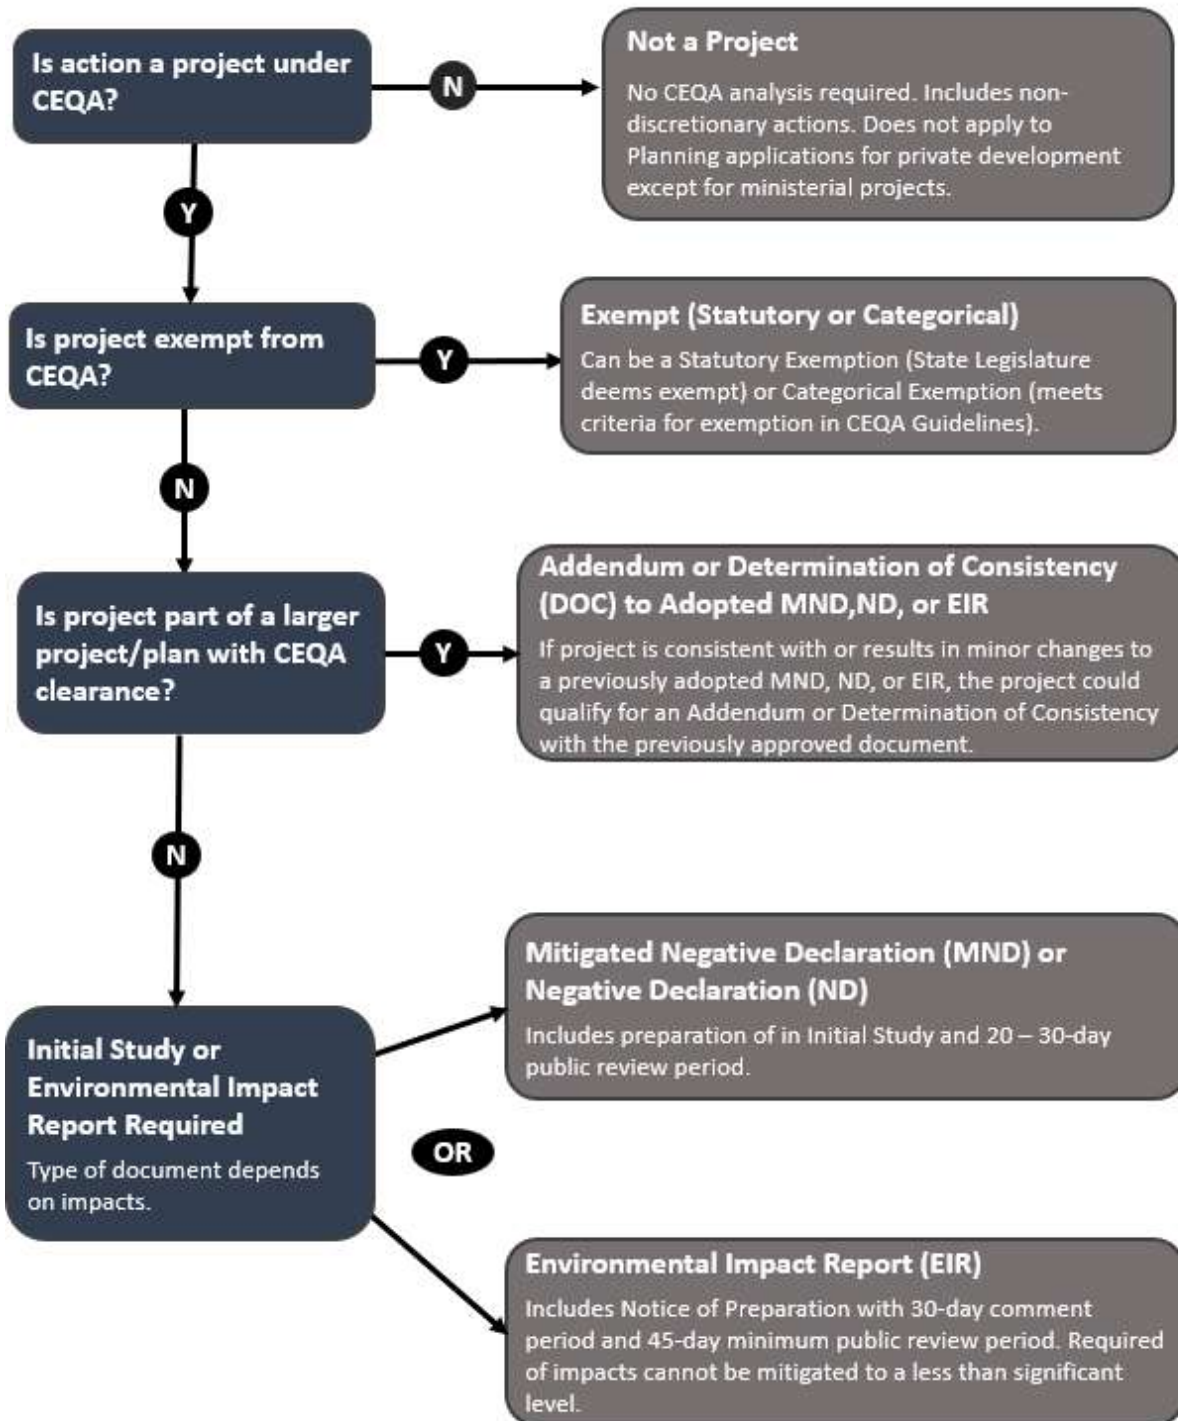 Is action a project under
CEQA?
N
Not a Project
No CEQA analysis required. Includes non-
discretionary actions. Does not apply to
Planning applications for private development
except for ministerial projects.
Y
Is project exempt from
CEQA?
Y
Exempt (Statutory or Categorical)
Can be a Statutory Exemption (State Legislature
deems exempt) or Categorical Exemption (meets
criteria for exemption in CEQA Guidelines).
N
Is project part of a larger
project/plan with CEQA
clearance?
Y
Addendum or Determination of Consistency
(DOC) to Adopted MND,ND, or EIR
If project is consistent with or results in minor changes to
a previously adopted MND, ND, or EIR, the project could
qualify for an Addendum or Determination of Consistency
with the previously approved document.
N
Initial Study or
Environmental Impact
Report Required
Type of document depends
on impacts.
Mitigated Negative Declaration (MND) or
Negative Declaration (ND)
Includes preparation of in Initial Study and 20 – 30-day
public review period.
OR
Environmental Impact Report (EIR)
Includes Notice of Preparation with 30-day comment
period and 45-day minimum public review period. Required
of impacts cannot be mitigated to a less than significant
level.